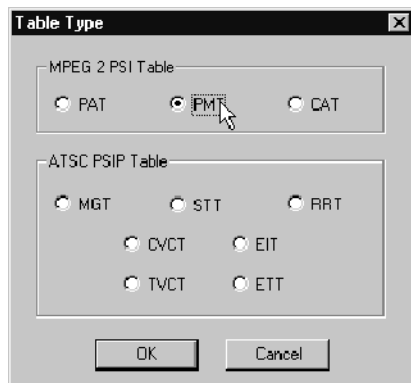 Table Type
MPEG 2 PSI Table
PAT PMT CAT
ATSC PSIP Table
MGT STT RRT
CVCT EIT
TVCT ETT
OK Cancel